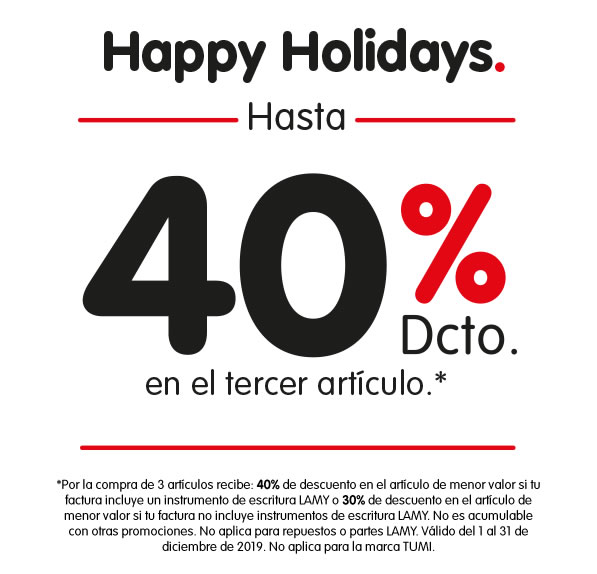 Happy Holidays.
Hasta
40%
Dcto.
en el tercer artículo.*
*Por la compra de 3 artículos recibe: 40% de descuento en el artículo de menor valor si tu
factura incluye un instrumento de escritura LAMY o 30% de descuento en el artículo de
menor valor si tu factura no incluye instrumentos de escritura LAMY. No es acumulable
con otras promociones. No aplica para repuestos o partes LAMY. Válido del 1 al 31 de
diciembre de 2019. No aplica para la marca TUMI.